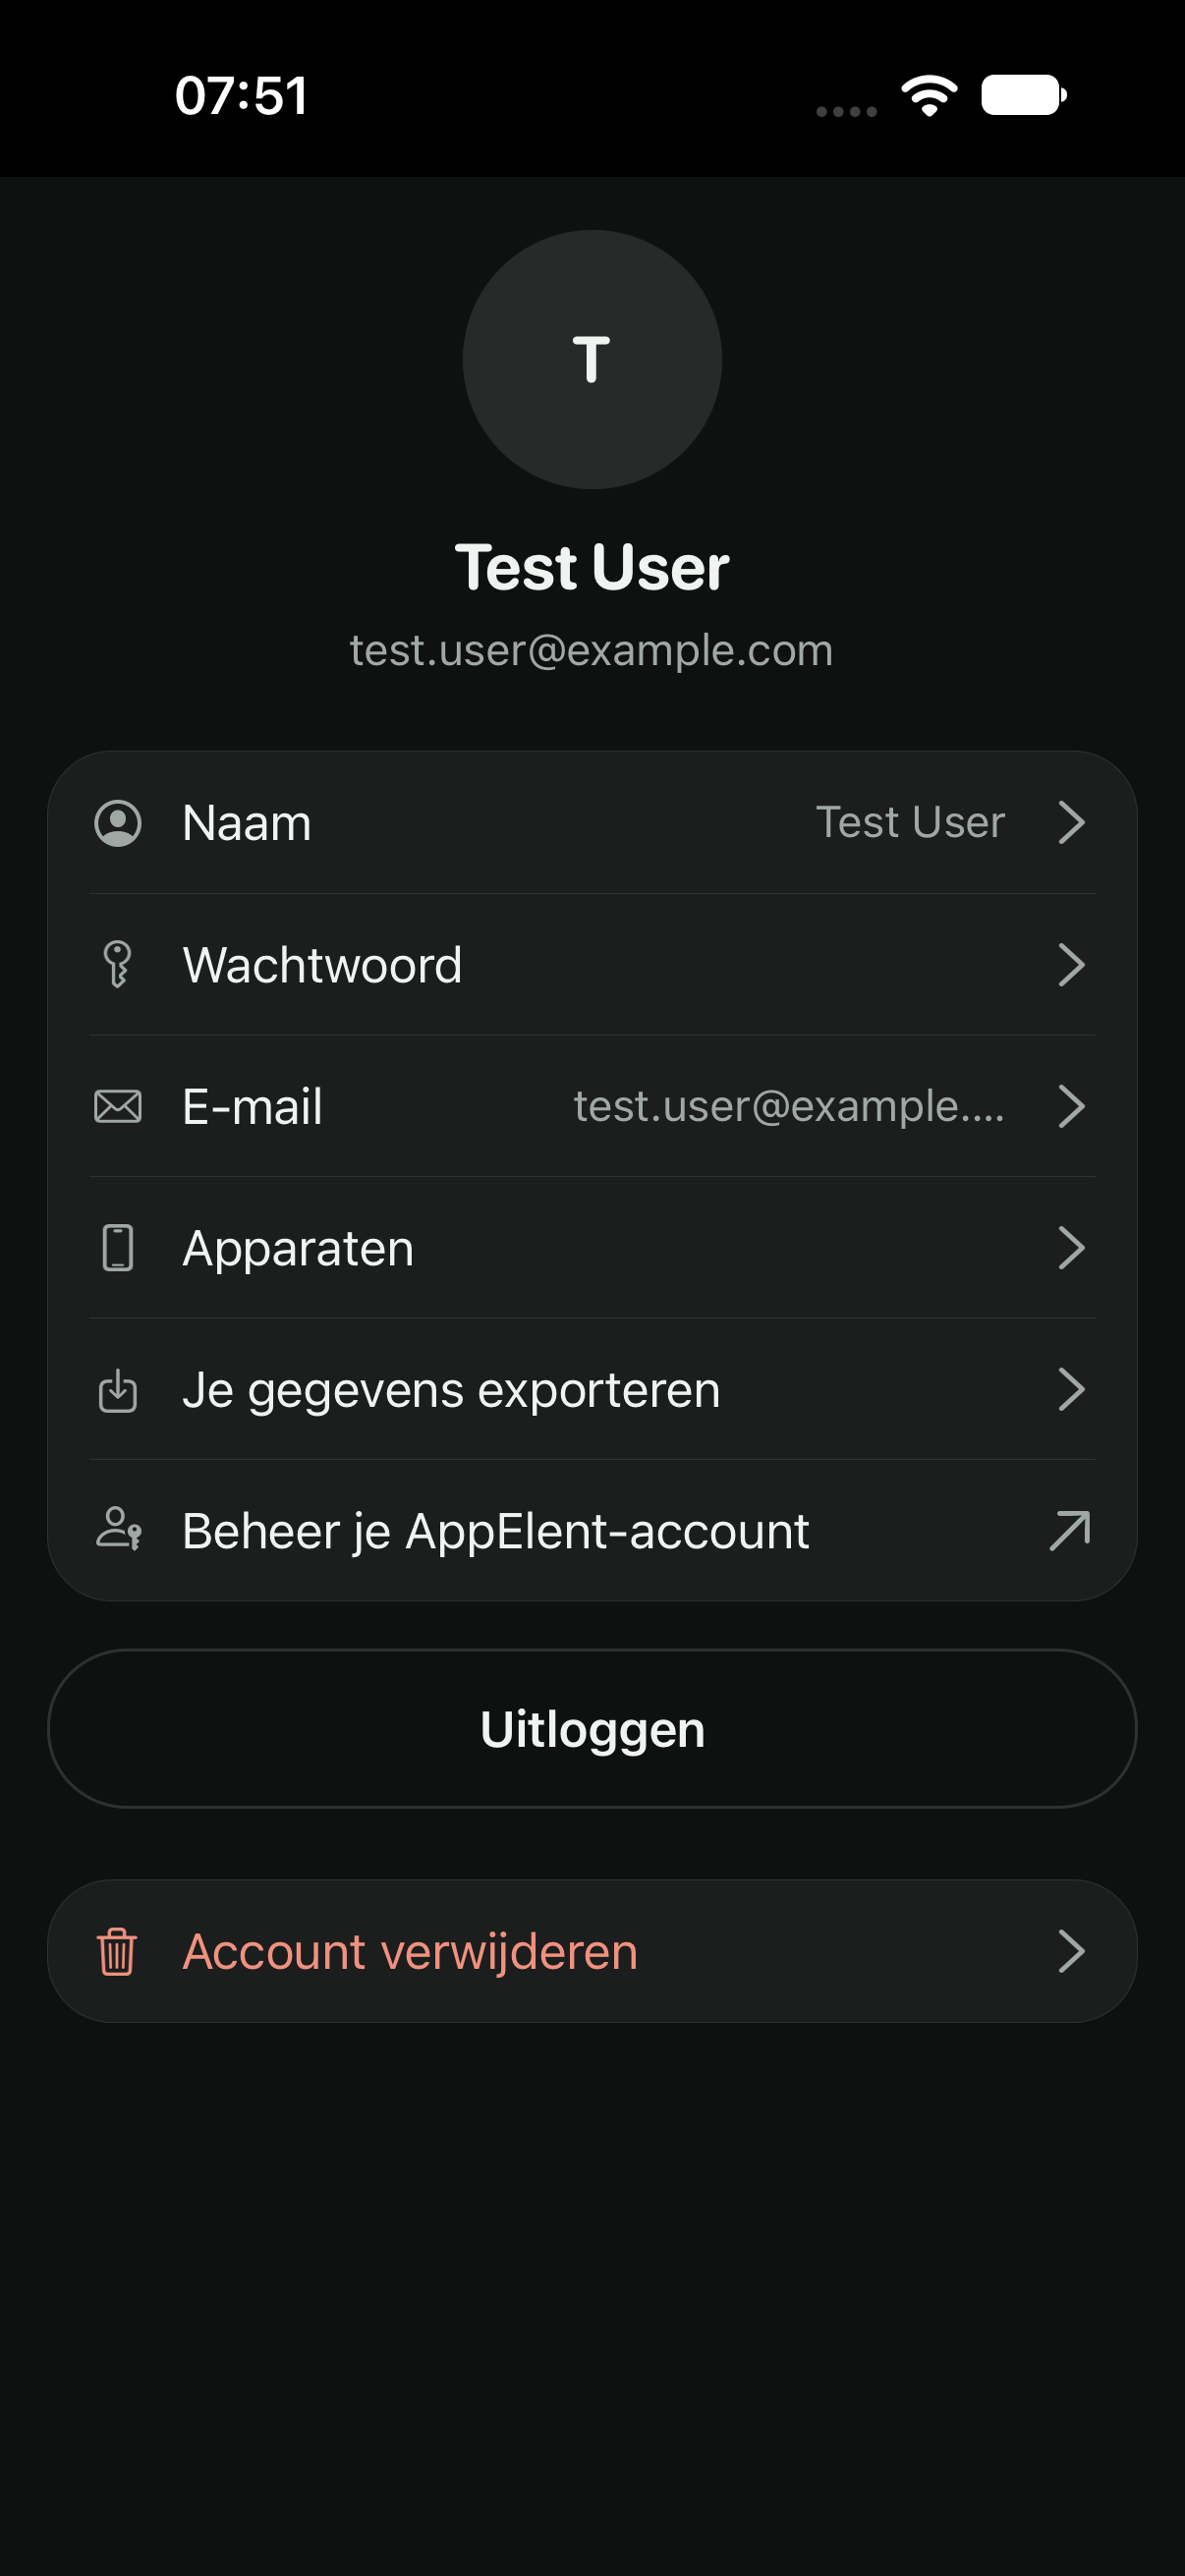 07:51
T
Test User
test.user@example.com
Naam Test User
Wachtwoord
E-mail test.user@example....
Apparaten
Je gegevens exporteren
Beheer je AppElent-account
Uitloggen
Account verwijderen